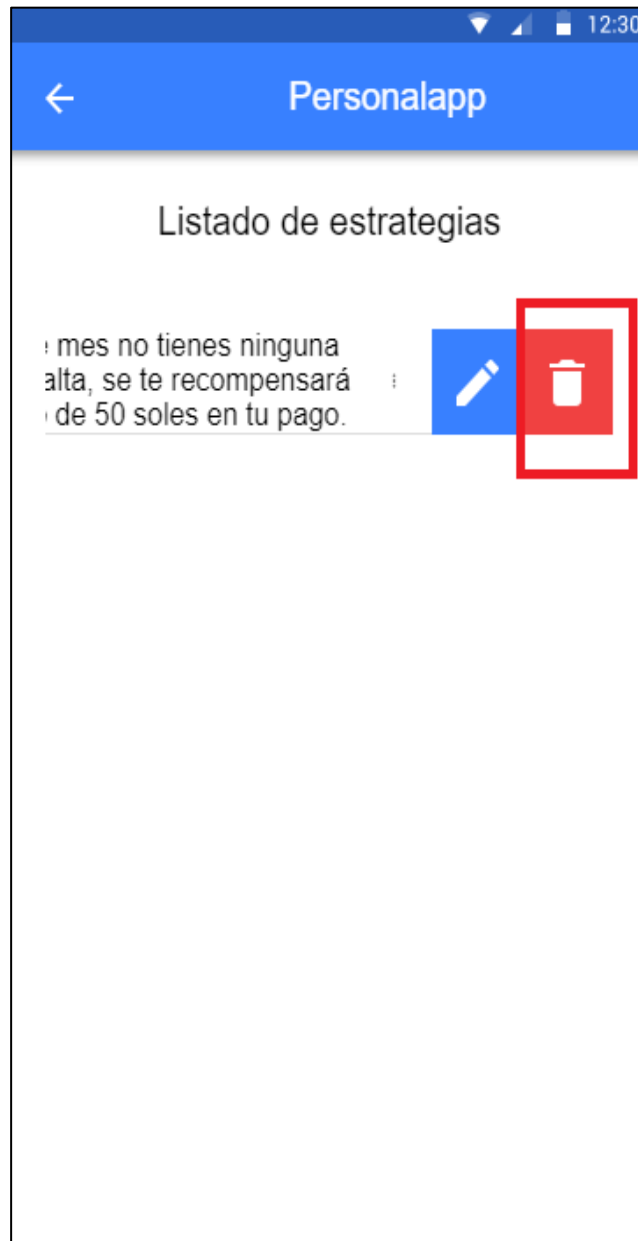 12:30
Personalapp
Listado de estrategias
mes no tienes ninguna
alta, se te recompensará
de 50 soles en tu pago.